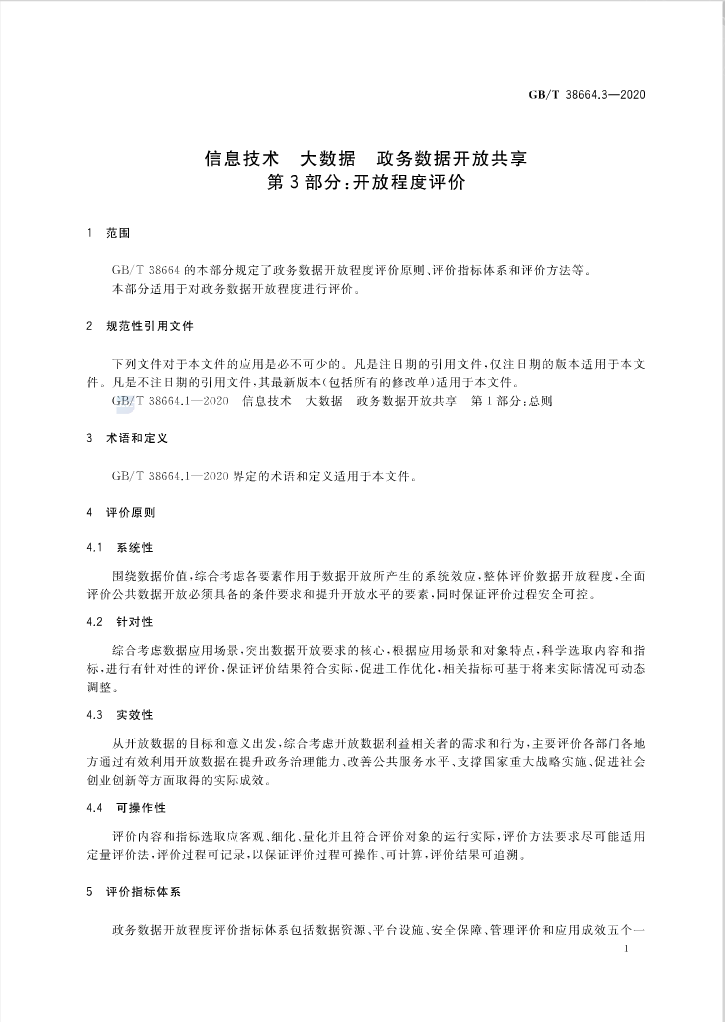 GB/T 38664.3—2020
信息技术　大数据　政务数据开放共享
第 3 部分:开放程度评价
1　范围
GB/T 38664 的本部分规定了政务数据开放程度评价原则、评价指标体系和评价方法等。
本部分适用于对政务数据开放程度进行评价。
2　规范性引用文件
下列文件对于本文件的应用是必不可少的。凡是注日期的引用文件,仅注日期的版本适用于本文
件。凡是不注日期的引用文件,其最新版本(包括所有的修改单)适用于本文件。
GB/T 38664.1—2020　信息技术　大数据　政务数据开放共享　第 1 部分:总则
3　术语和定义
GB/T 38664.1—2020 界定的术语和定义适用于本文件。
4　评价原则
4.1　系统性
围绕数据价值,综合考虑各要素作用于数据开放所产生的系统效应,整体评价数据开放程度,全面
评价公共数据开放必须具备的条件要求和提升开放水平的要素,同时保证评价过程安全可控。
4.2　针对性
综合考虑数据应用场景,突出数据开放要求的核心,根据应用场景和对象特点,科学选取内容和指
标,进行有针对性的评价,保证评价结果符合实际,促进工作优化,相关指标可基于将来实际情况可动态
调整。
4.3　实效性
从开放数据的目标和意义出发,综合考虑开放数据利益相关者的需求和行为,主要评价各部门各地
方通过有效利用开放数据在提升政务治理能力、改善公共服务水平、支撑国家重大战略实施、促进社会
创业创新等方面取得的实际成效。
4.4　可操作性
评价内容和指标选取应客观、细化、量化并且符合评价对象的运行实际,评价方法要求尽可能适用
定量评价法,评价过程可记录,以保证评价过程可操作、可计算,评价结果可追溯。
5　评价指标体系
政务数据开放程度评价指标体系包括数据资源、平台设施、安全保障、管理评价和应用成效五个一
1